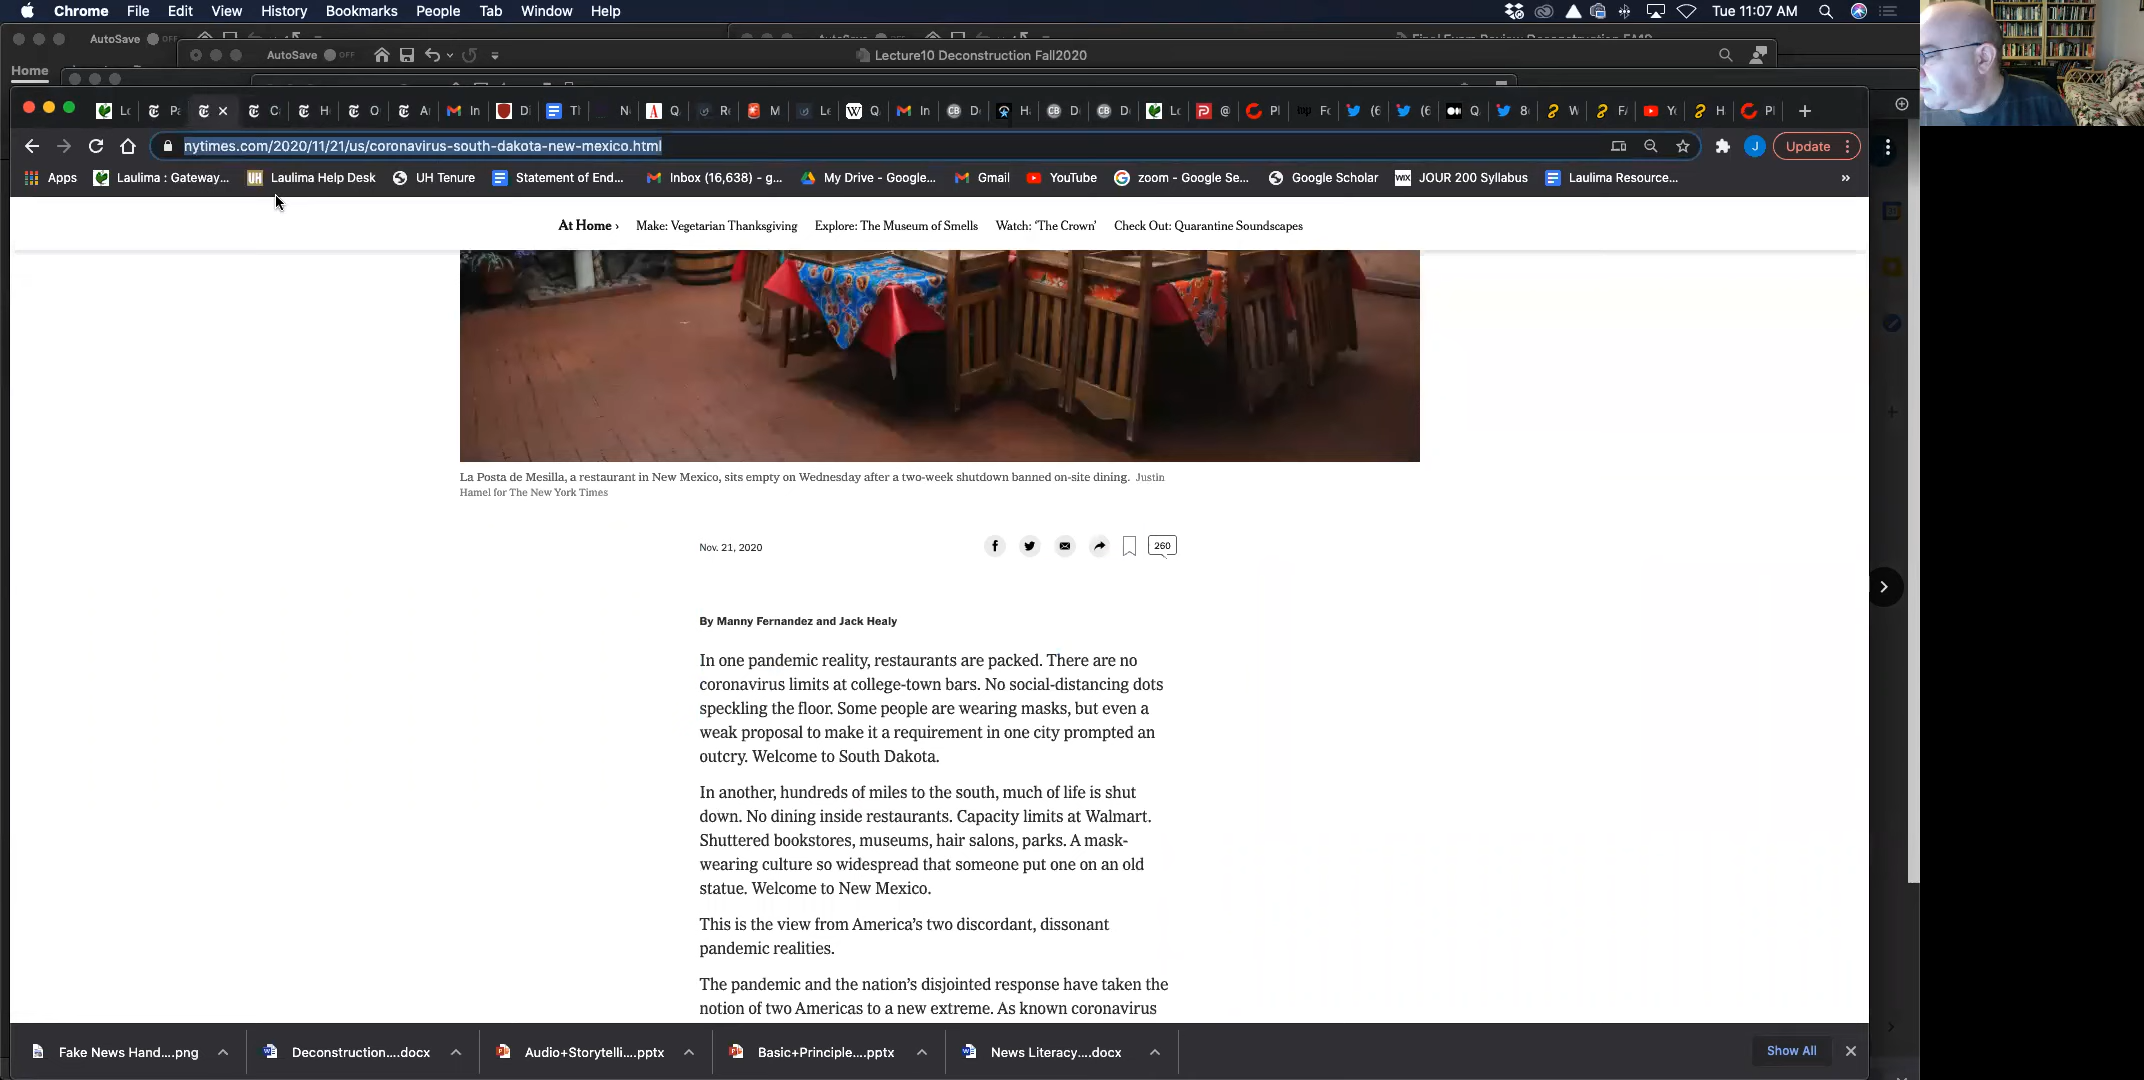 Chrome File Edit View History Bookmarks People Tab Window Help Tue 11:07 AM
AutoSave OFF
AutoSave OFF Lecture10 Deconstruction Fall2020
Home
nytimes.com/2020/11/21/us/coronavirus-south-dakota-new-mexico.html J Update
Apps Laulima : Gateway... Laulima Help Desk UH Tenure Statement of End... Inbox (16,638) - g... My Drive - Google... Gmail YouTube zoom - Google Se... Google Scholar JOUR 200 Syllabus Laulima Resource... »
At Home › Make: Vegetarian Thanksgiving Explore: The Museum of Smells Watch: ‘The Crown’ Check Out: Quarantine Soundscapes
La Posta de Mesilla, a restaurant in New Mexico, sits empty on Wednesday after a two-week shutdown banned on-site dining. Justin
Hamel for The New York Times
Nov. 21, 2020 260
By Manny Fernandez and Jack Healy
In one pandemic reality, restaurants are packed. There are no
coronavirus limits at college-town bars. No social-distancing dots
speckling the floor. Some people are wearing masks, but even a
weak proposal to make it a requirement in one city prompted an
outcry. Welcome to South Dakota.
In another, hundreds of miles to the south, much of life is shut
down. No dining inside restaurants. Capacity limits at Walmart.
Shuttered bookstores, museums, hair salons, parks. A mask-
wearing culture so widespread that someone put one on an old
statue. Welcome to New Mexico.
This is the view from America’s two discordant, dissonant
pandemic realities.
The pandemic and the nation’s disjointed response have taken the
notion of two Americas to a new extreme. As known coronavirus
Fake News Hand....png Deconstruction....docx Audio+Storytelli....pptx Basic+Principle....pptx News Literacy....docx Show All